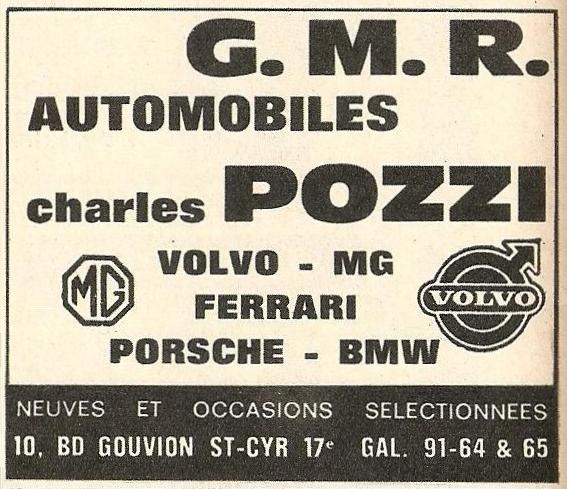 G. M. R.
AUTOMOBILES
charles POZZI
VOLVO - MG
FERRARI
PORSCHE - BMW
MG
VOLVO
NEUVES ET OCCASIONS SELECTIONNEES
10, BD GOUVION ST-CYR 17e GAL. 91-64 & 65